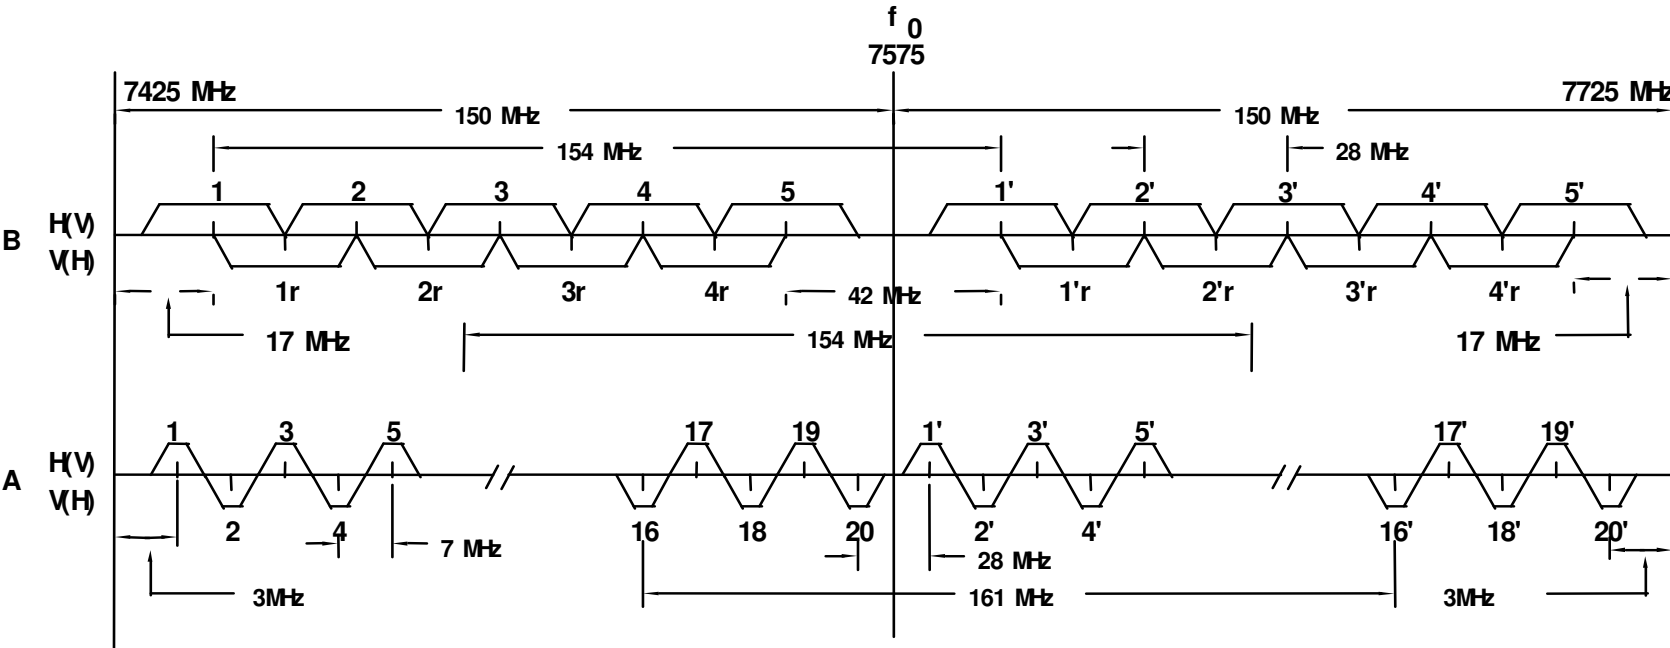 f 0
7575
7425 MHz 7725 MHz
150 MHz 150 MHz
154 MHz 28 MHz
1 2 3 4 5 1' 2' 3' 4' 5'
H(V)
B
V(H)
1r 2r 3r 4r 42 MHz 1'r 2'r 3'r 4'r
17 MHz 154 MHz 17 MHz
1 3 5 17 19 1' 3' 5' 17' 19'
H(V)
A
V(H)
2 4 16 18 20 2' 4' 16' 18' 20'
7 MHz 28 MHz
3MHz 161 MHz 3MHz